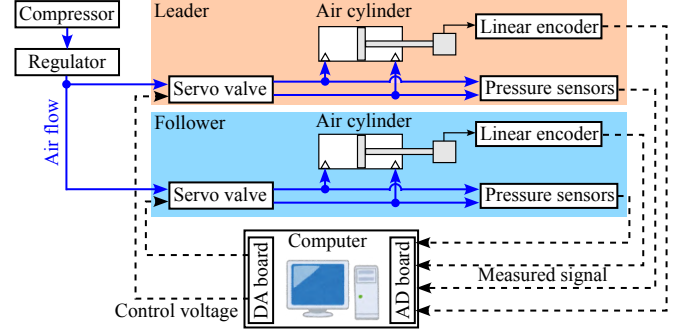 Compressor
Regulator
Air flow
Leader
Air cylinder
Linear encoder
Servo valve
Pressure sensors
Follower
Air cylinder
Linear encoder
Servo valve
Pressure sensors
Computer
DA board
AD board
Measured signal
Control voltage